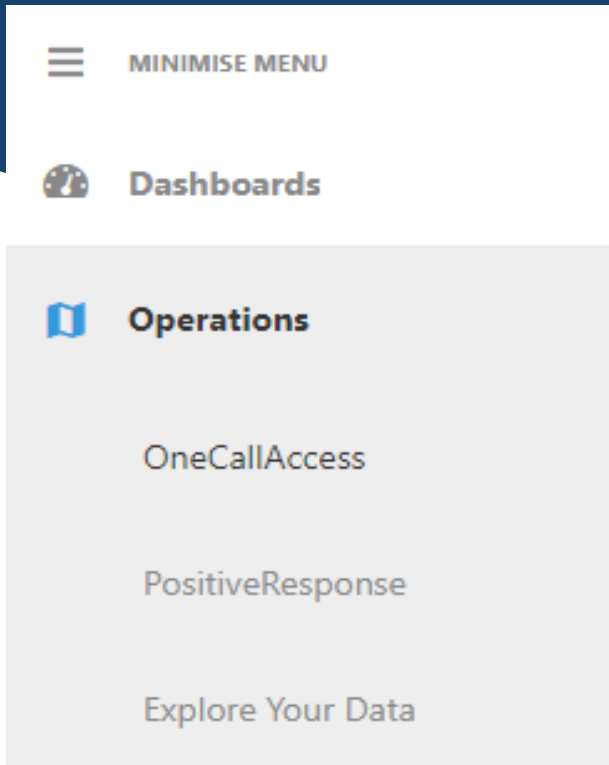 MINIMISE MENU
Dashboards
Operations
OneCallAccess
PositiveResponse
Explore Your Data